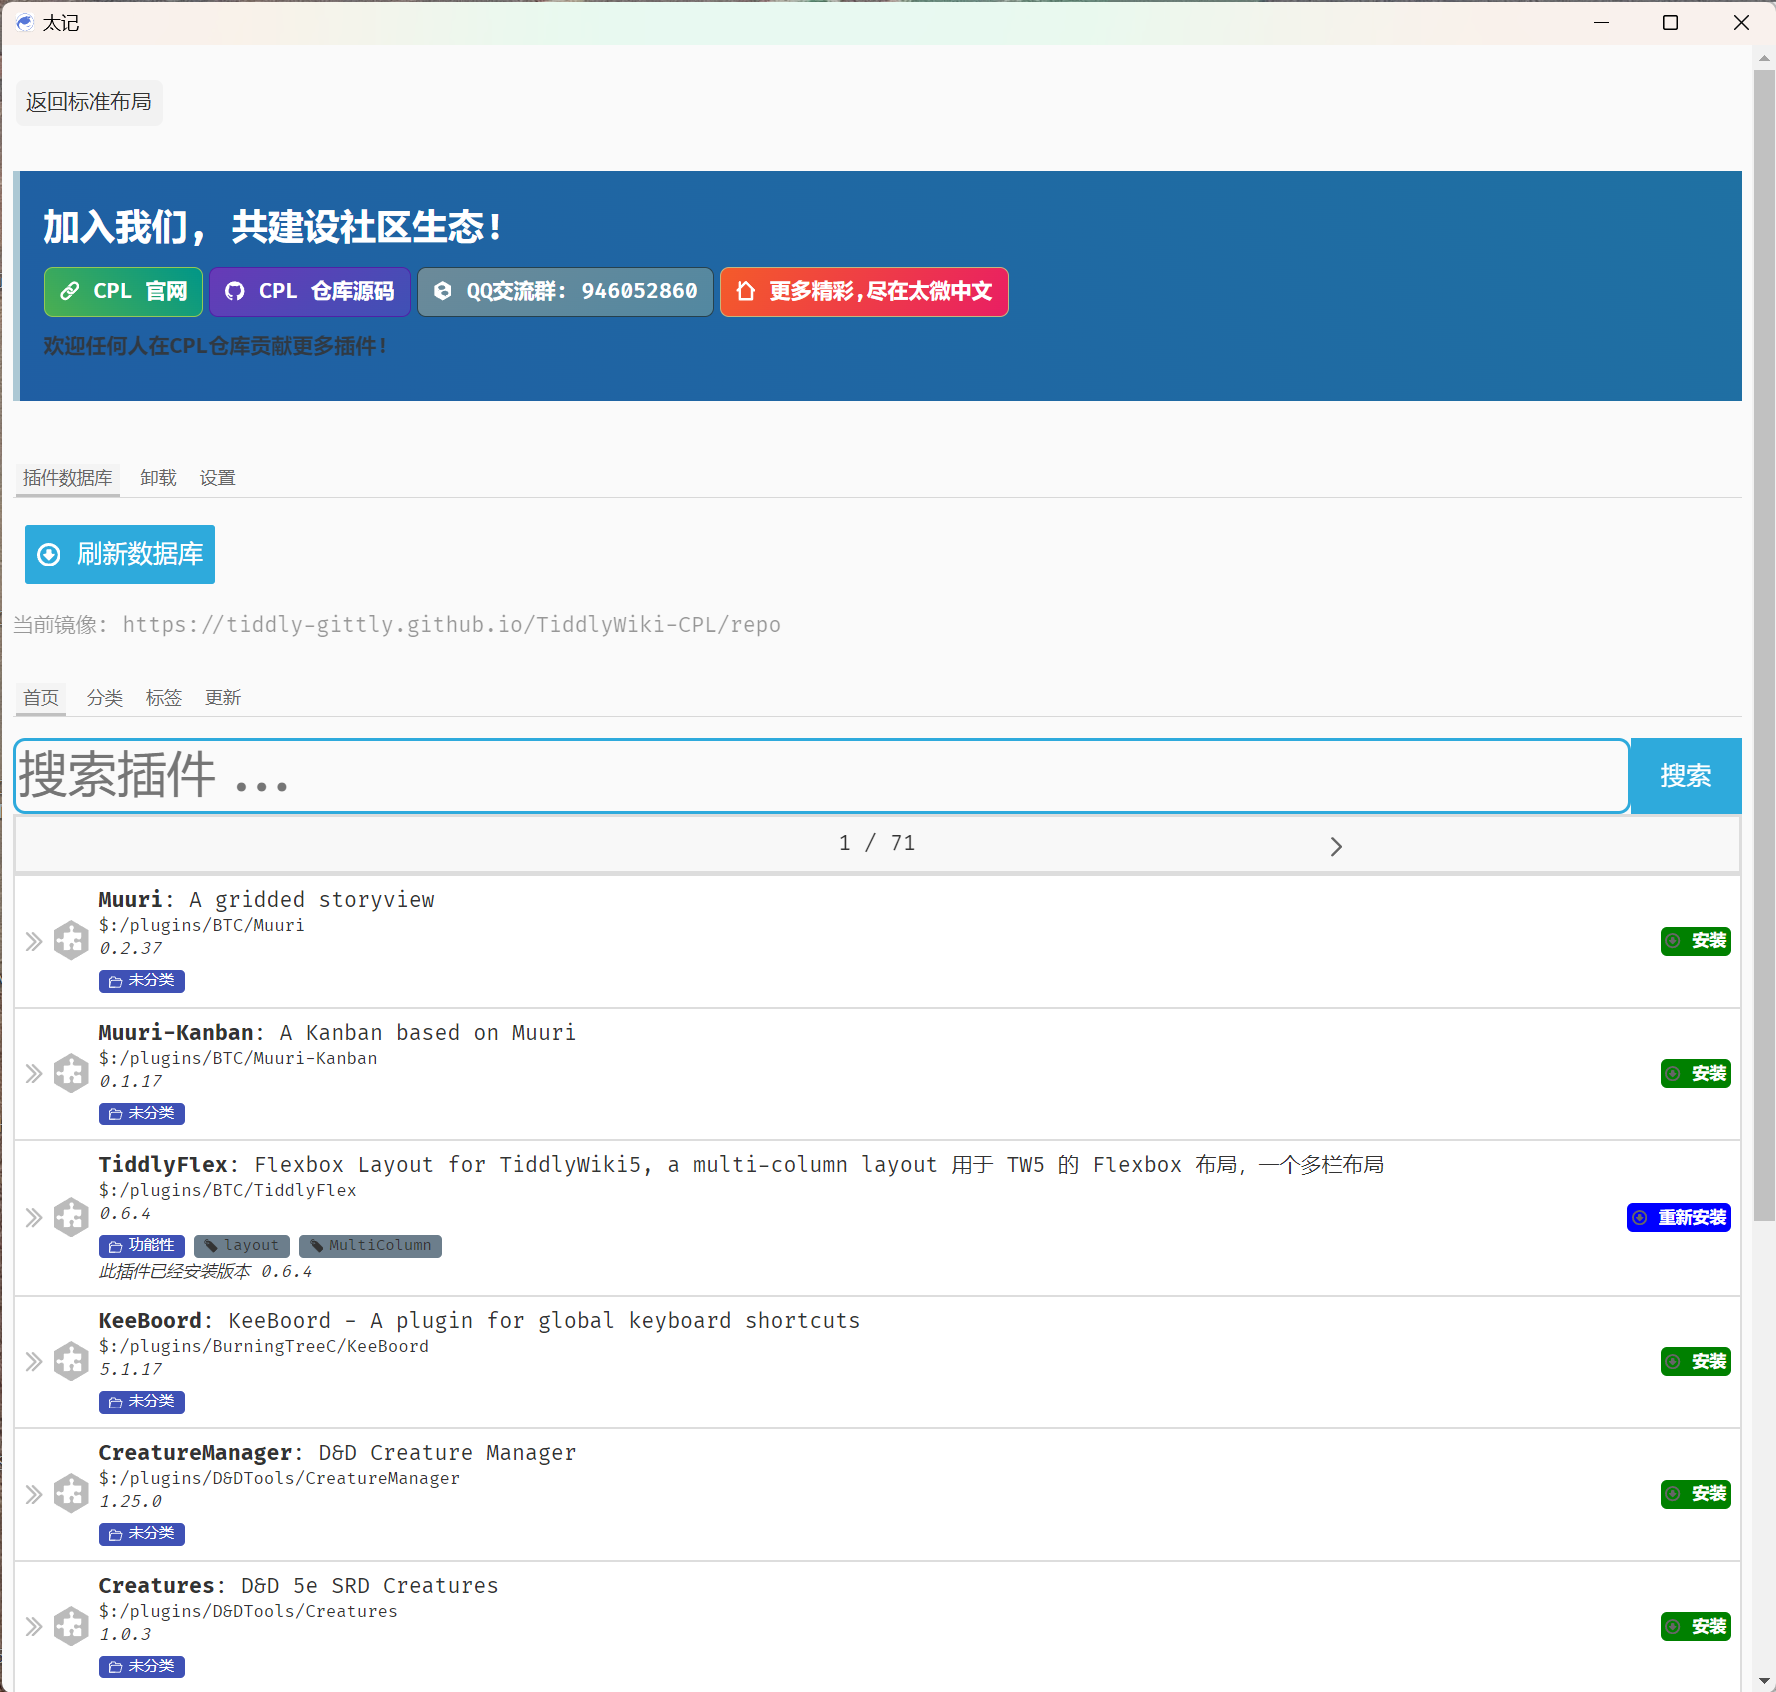 太记
返回标准布局
加入我们，共建设社区生态！
CPL 官网 CPL 仓库源码 QQ交流群: 946052860 更多精彩,尽在太微中文
欢迎任何人在CPL仓库贡献更多插件!
插件数据库 卸载 设置
刷新数据库
当前镜像: https://tiddly-gittly.github.io/TiddlyWiki-CPL/repo
首页 分类 标签 更新
搜索插件 ... 搜索
1 / 71
Muuri: A gridded storyview
$:/plugins/BTC/Muuri
0.2.37
安装
未分类
Muuri-Kanban: A Kanban based on Muuri
$:/plugins/BTC/Muuri-Kanban
0.1.17
安装
未分类
TiddlyFlex: Flexbox Layout for TiddlyWiki5, a multi-column layout 用于 TW5 的 Flexbox 布局，一个多栏布局
$:/plugins/BTC/TiddlyFlex
0.6.4
重新安装
功能性 layout MultiColumn
此插件已经安装版本 0.6.4
KeeBoord: KeeBoord - A plugin for global keyboard shortcuts
$:/plugins/BurningTreeC/KeeBoord
5.1.17
安装
未分类
CreatureManager: D&D Creature Manager
$:/plugins/D&DTools/CreatureManager
1.25.0
安装
未分类
Creatures: D&D 5e SRD Creatures
$:/plugins/D&DTools/Creatures
1.0.3
安装
未分类